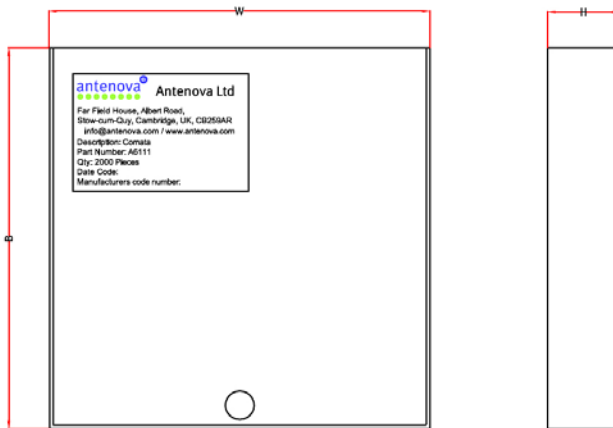 W
H
B
antenova®
Antenova Ltd
Far Field House, Albert Road,
Stow-cum-Quy, Cambridge, UK, CB259AR
info@antenova.com / www.antenova.com
Description: Comata
Part Number: A6111
Qty: 2000 Pieces
Date Code:
Manufacturers code number: